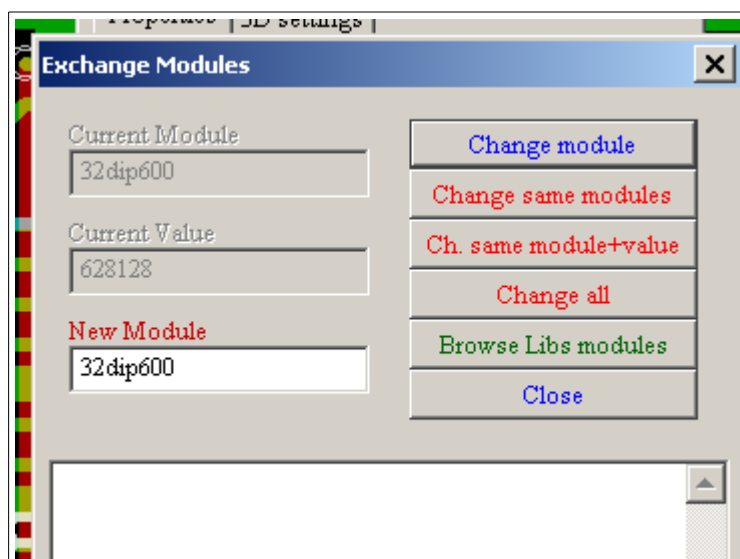 Properties 3D settings
Exchange Modules
Current Module
32dip600
Current Value
628128
New Module
32dip600
Change module
Change same modules
Ch. same module+value
Change all
Browse Libs modules
Close